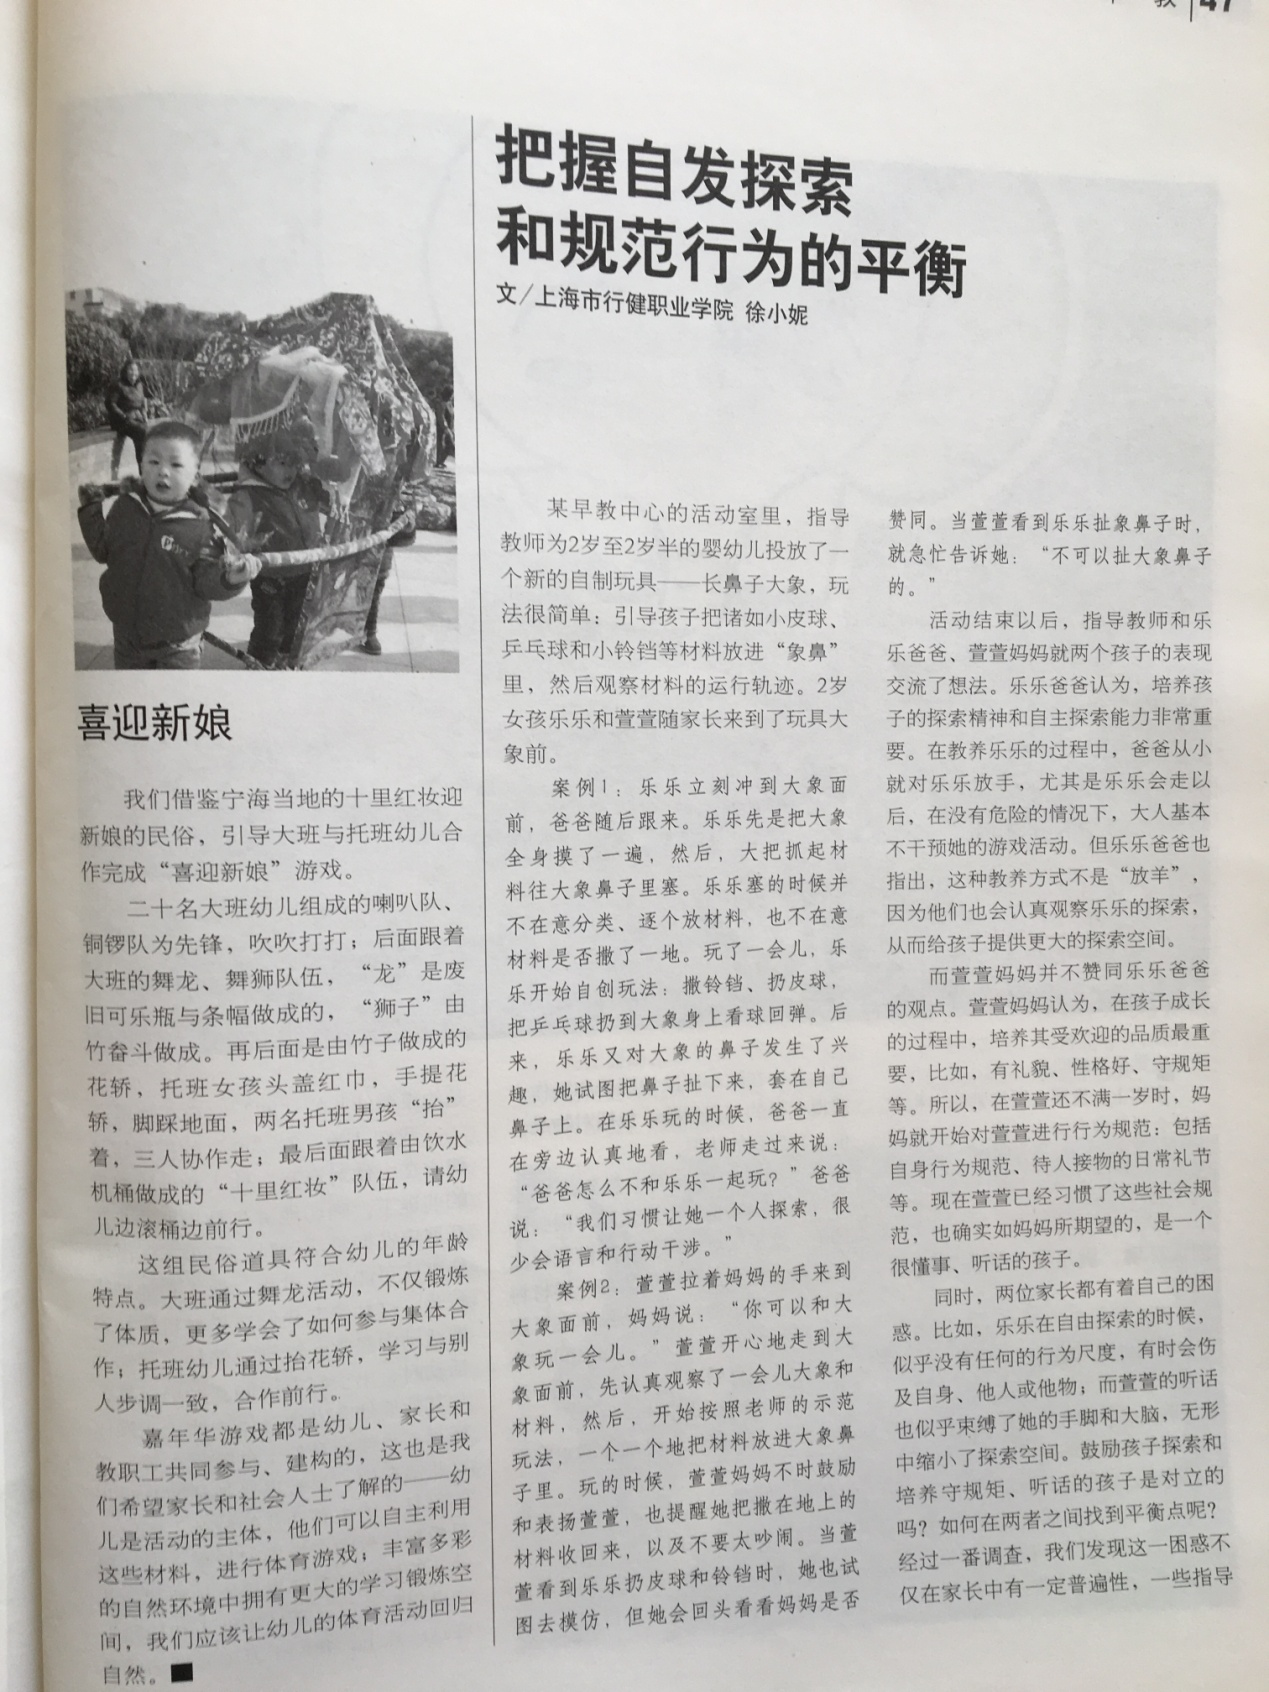 教
47
喜迎新娘
我们借鉴宁海当地的十里红妆迎
新娘的民俗，引导大班与托班幼儿合
作完成“喜迎新娘”游戏。
二十名大班幼儿组成的喇叭队、
铜锣队为先锋，吹吹打打；后面跟着
大班的舞龙、舞狮队伍，“龙”是废
旧可乐瓶与条幅做成的，“狮子”由
竹畚斗做成。再后面是由竹子做成的
花轿，托班女孩头盖红巾，手提花
轿，脚踩地面，两名托班男孩“抬”
着，三人协作走；最后面跟着由饮水
机桶做成的“十里红妆”队伍，请幼
儿边滚桶边前行。
这组民俗道具符合幼儿的年龄
特点。大班通过舞龙活动，不仅锻炼
了体质，更多学会了如何参与集体合
作；托班幼儿通过抬花轿，学习与别
人步调一致，合作前行。
嘉年华游戏都是幼儿、家长和
教职工共同参与、建构的，这也是我
们希望家长和社会人士了解的——幼
儿是活动的主体，他们可以自主利用
这些材料，进行体育游戏；丰富多彩
的自然环境中拥有更大的学习锻炼空
间，我们应该让幼儿的体育活动回归
自然。■
把握自发探索
和规范行为的平衡
文／上海市行健职业学院 徐小妮
某早教中心的活动室里，指导
教师为2岁至2岁半的婴幼儿投放了一
个新的自制玩具——长鼻子大象，玩
法很简单：引导孩子把诸如小皮球、
乒乓球和小铃铛等材料放进“象鼻”
里，然后观察材料的运行轨迹。2岁
女孩乐乐和萱萱随家长来到了玩具大
象前。
案例1：乐乐立刻冲到大象面
前，爸爸随后跟来。乐乐先是把大象
全身摸了一遍，然后，大把抓起材
料往大象鼻子里塞。乐乐塞的时候并
不在意分类、逐个放材料，也不在意
材料是否撒了一地。玩了一会儿，乐
乐开始自创玩法：撒铃铛、扔皮球，
把乒乓球扔到大象身上看球回弹。后
来，乐乐又对大象的鼻子发生了兴
趣，她试图把鼻子扯下来，套在自己
鼻子上。在乐乐玩的时候，爸爸一直
在旁边认真地看，老师走过来说：
“爸爸怎么不和乐乐一起玩？”爸爸
说：“我们习惯让她一个人探索，很
少会语言和行动干涉。”
案例2：萱萱拉着妈妈的手来到
大象面前，妈妈说：“你可以和大
象玩一会儿。”萱萱开心地走到大
象面前，先认真观察了一会儿大象和
材料，然后，开始按照老师的示范
玩法，一个一个地把材料放进大象鼻
子里。玩的时候，萱萱妈妈不时鼓励
和表扬萱萱，也提醒她把撒在地上的
材料收回来，以及不要太吵闹。当萱
萱看到乐乐扔皮球和铃铛时，她也试
图去模仿，但她会回头看看妈妈是否
赞同。当萱萱看到乐乐扯象鼻子时，
就急忙告诉她：“不可以扯大象鼻子
的。”
活动结束以后，指导教师和乐
乐爸爸、萱萱妈妈就两个孩子的表现
交流了想法。乐乐爸爸认为，培养孩
子的探索精神和自主探索能力非常重
要。在教养乐乐的过程中，爸爸从小
就对乐乐放手，尤其是乐乐会走以
后，在没有危险的情况下，大人基本
不干预她的游戏活动。但乐乐爸爸也
指出，这种教养方式不是“放羊”，
因为他们也会认真观察乐乐的探索，
从而给孩子提供更大的探索空间。
而萱萱妈妈并不赞同乐乐爸爸
的观点。萱萱妈妈认为，在孩子成长
的过程中，培养其受欢迎的品质最重
要，比如，有礼貌、性格好、守规矩
等。所以，在萱萱还不满一岁时，妈
妈就开始对萱萱进行行为规范：包括
自身行为规范、待人接物的日常礼节
等。现在萱萱已经习惯了这些社会规
范，也确实如妈妈所期望的，是一个
很懂事、听话的孩子。
同时，两位家长都有着自己的困
惑。比如，乐乐在自由探索的时候，
似乎没有任何的行为尺度，有时会伤
及自身、他人或他物；而萱萱的听话
也似乎束缚了她的手脚和大脑，无形
中缩小了探索空间。鼓励孩子探索和
培养守规矩、听话的孩子是对立的
吗？如何在两者之间找到平衡点呢？
经过一番调查，我们发现这一困惑不
仅在家长中有一定普遍性，一些指导